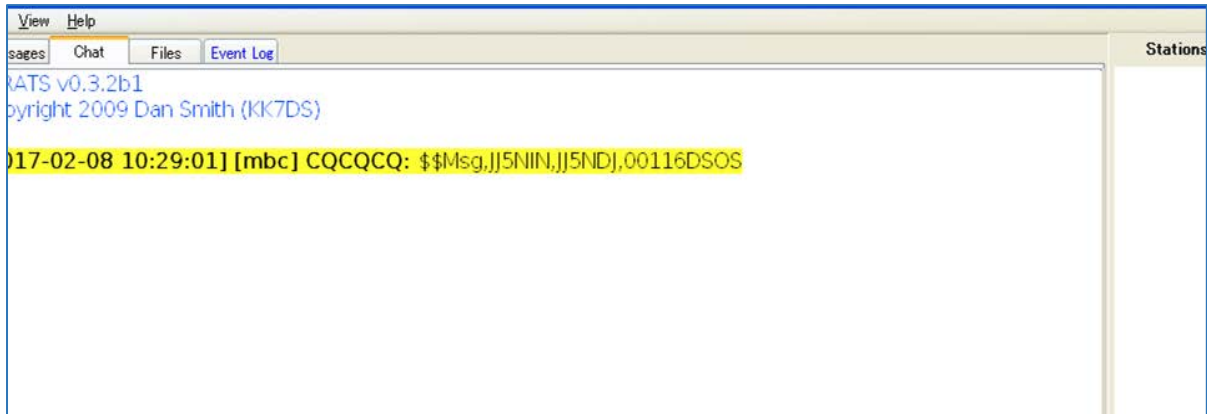 View Help
sages Chat Files Event Log Stations
RATS v0.3.2b1
pyright 2009 Dan Smith (KK7DS)
017-02-08 10:29:01] [mbc] CQCQCQ: $$Msg,JJ5NIN,JJ5NDJ,00116DSOS